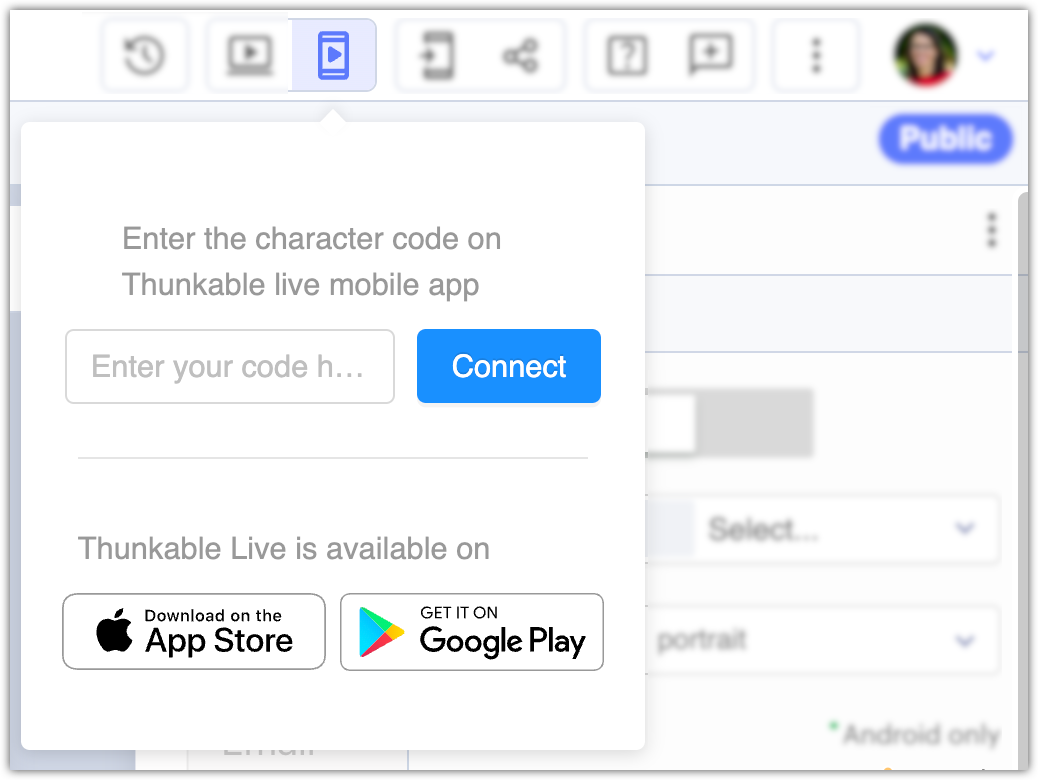 Public
Enter the character code on
Thunkable live mobile app
Enter your code h...
Connect
Select...
Thunkable Live is available on
Download on the
App Store
GET IT ON
Google Play
portrait
Android only